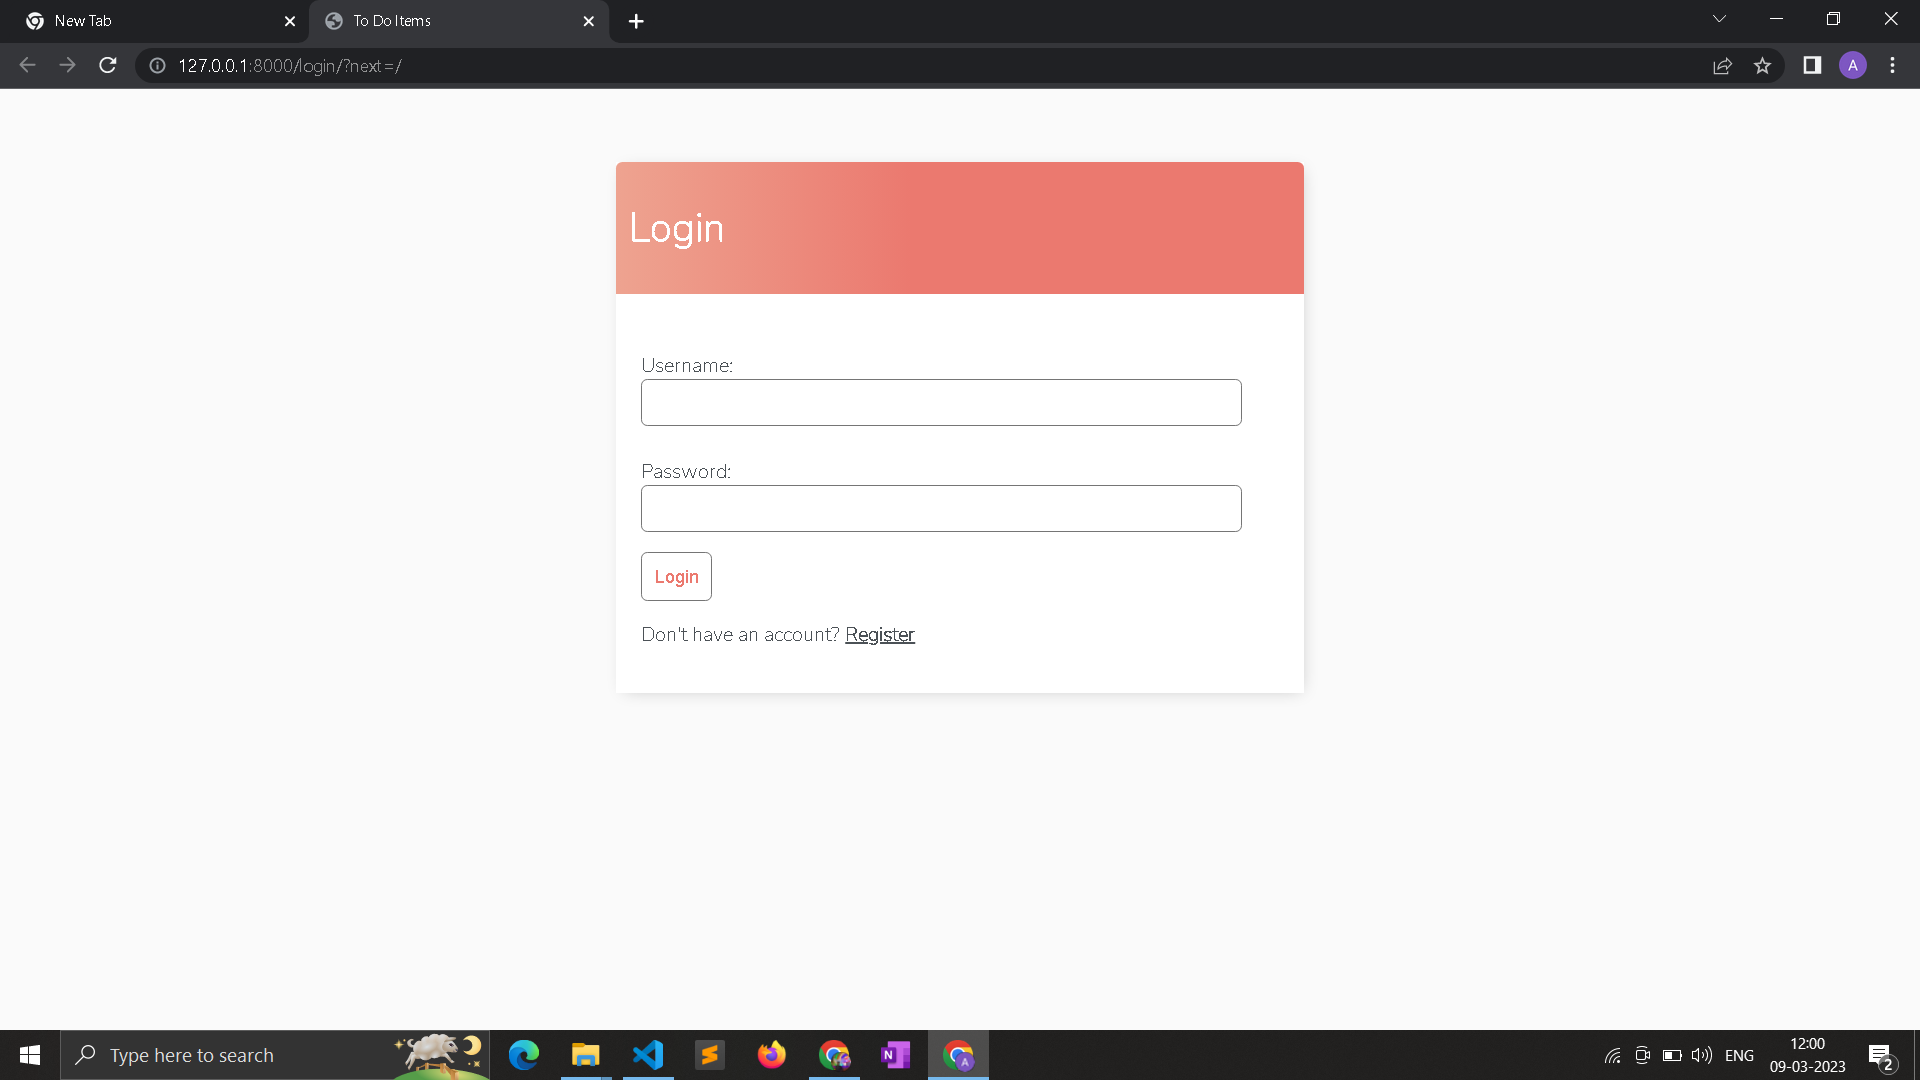 New Tab
To Do Items
127.0.0.1:8000/login/?next=/
A
Login
Username:
Password:
Login
Don't have an account? Register
Type here to search
N
A
ENG
12:00
09-03-2023
2